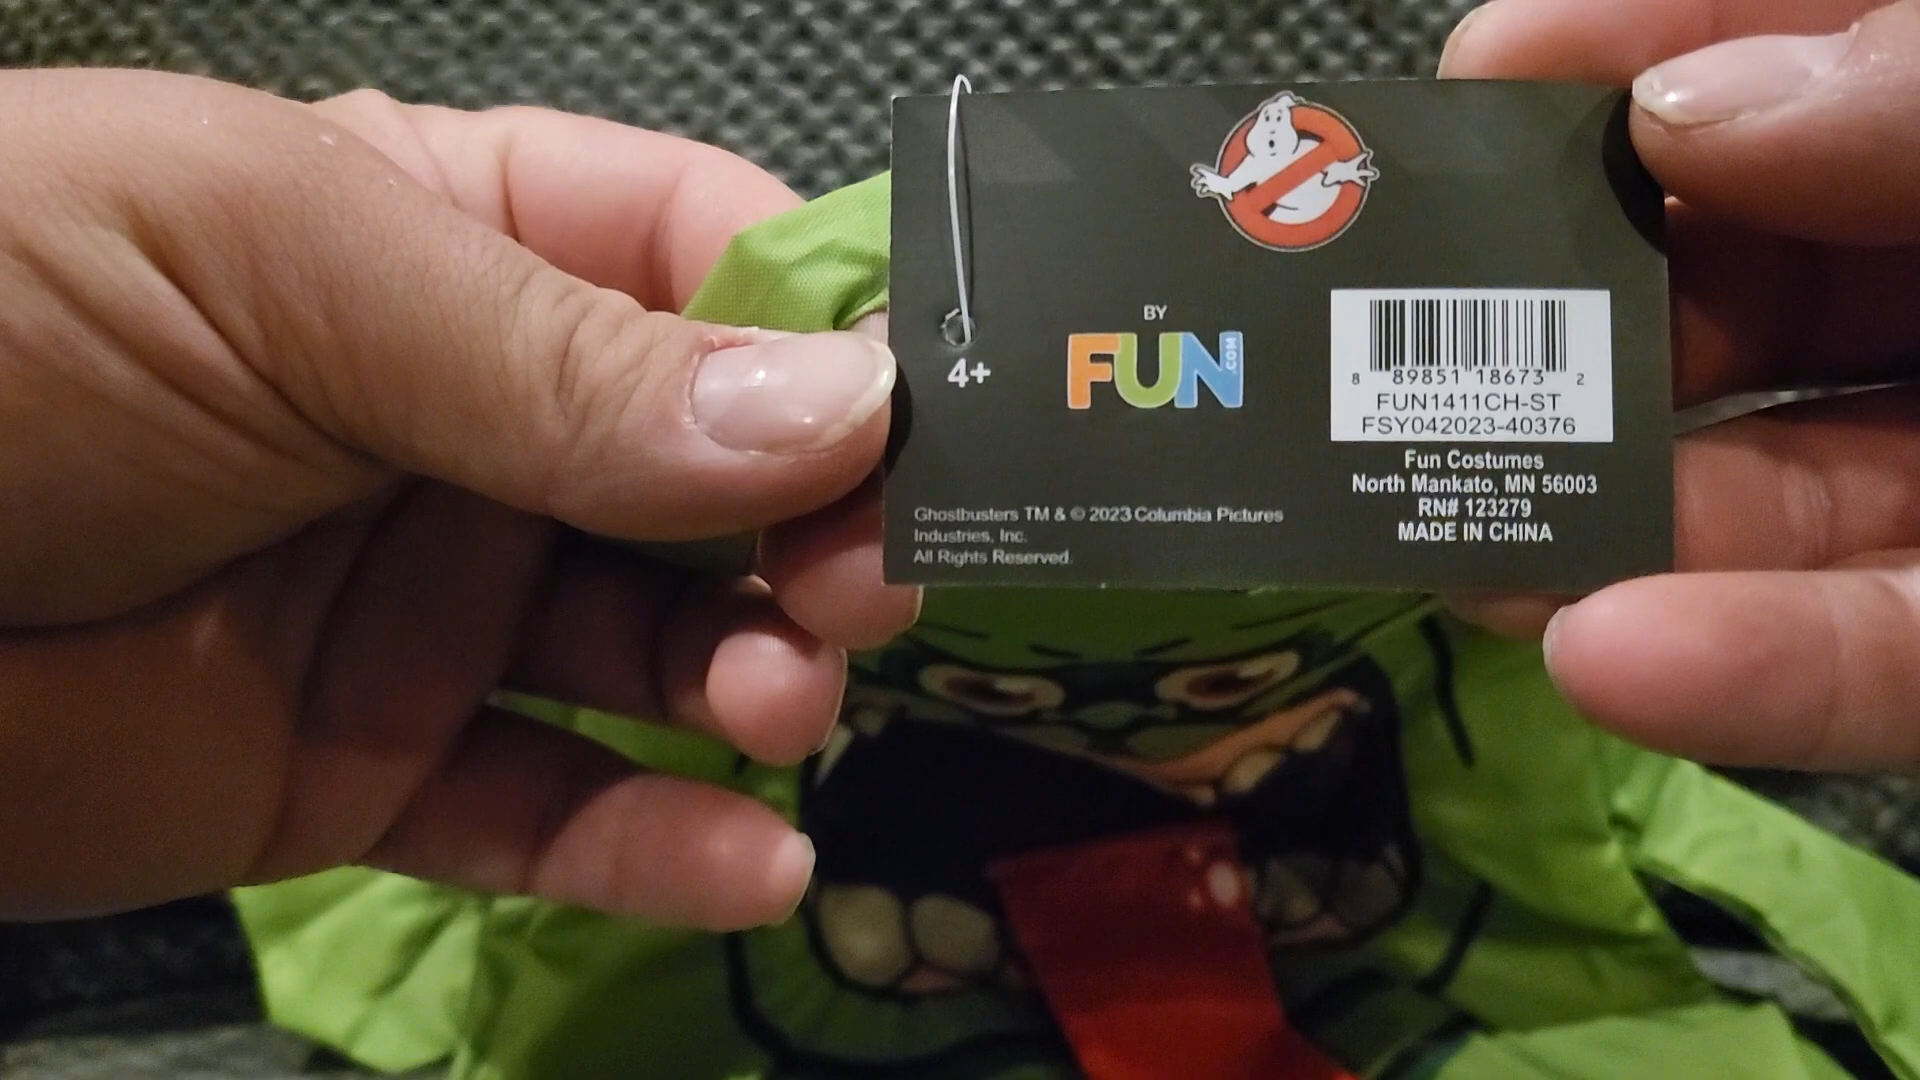 BY
FUN.COM
4+
8 89851 18673 2
FUN1411CH-ST
FSY042023-40376
Fun Costumes
North Mankato, MN 56003
RN# 123279
MADE IN CHINA
Ghostbusters TM & © 2023 Columbia Pictures
Industries, Inc.
All Rights Reserved.